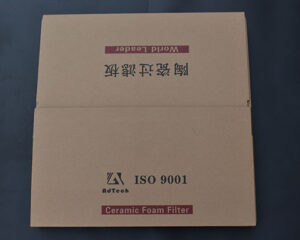 World Leader
陶瓷过滤板
AdTech
ISO 9001
Ceramic Foam Filter